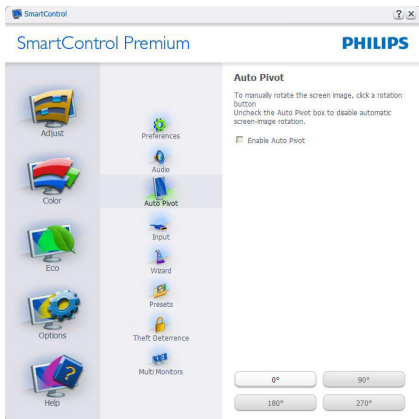 SmartControl
? x
SmartControl Premium
PHILIPS
Adjust
Color
Eco
Options
Help
Preferences
Audio
Auto Pivot
Input
Wizard
Presets
Theft Deterrence
1 2
Multi Monitors
Auto Pivot
To manually rotate the screen image, click a rotation
button
Uncheck the Auto Pivot box to disable automatic
screen-image rotation.
Enable Auto Pivot
0°
90°
180°
270°